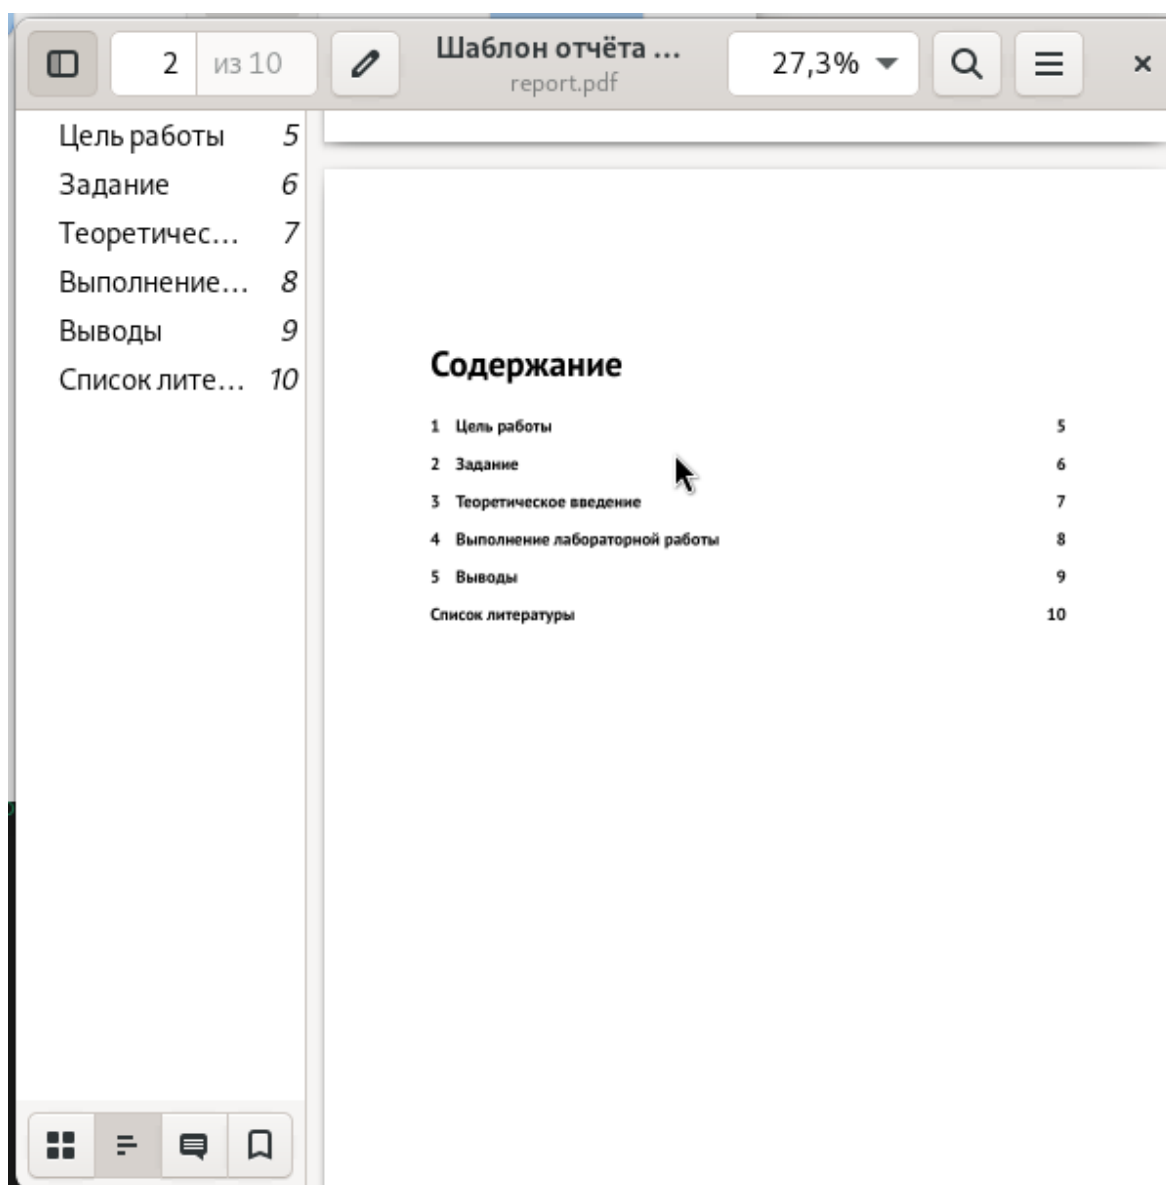 2 из 10
Шаблон отчёта ...
report.pdf
27,3%
Цель работы 5
Задание 6
Теоретичес... 7
Выполнение... 8
Выводы 9
Список лите... 10
Содержание
1 Цель работы 5
2 Задание 6
3 Теоретическое введение 7
4 Выполнение лабораторной работы 8
5 Выводы 9
Список литературы 10